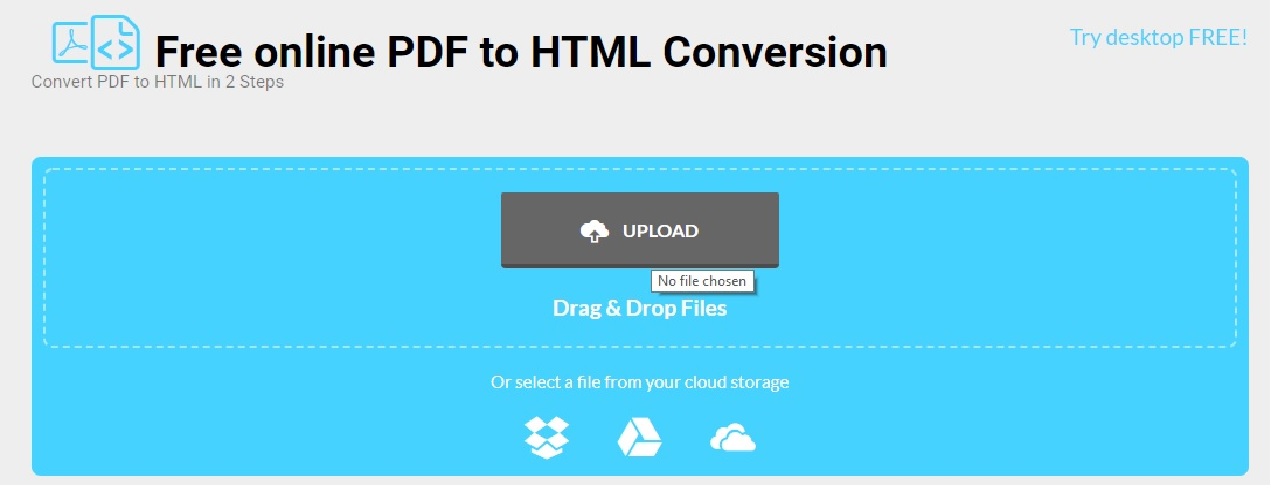 Free online PDF to HTML Conversion
Try desktop FREE!
Convert PDF to HTML in 2 Steps
UPLOAD
No file chosen
Drag & Drop Files
Or select a file from your cloud storage